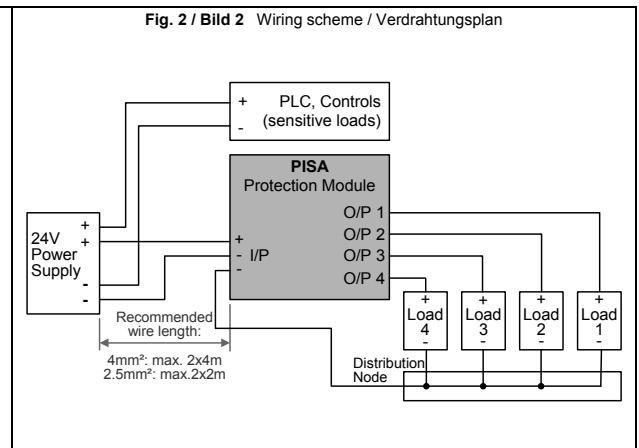 Fig. 2 / Bild 2 Wiring scheme / Verdrahtungsplan
+ PLC, Controls
- (sensitive loads)
PISA
Protection Module
O/P 1
O/P 2
O/P 3
O/P 4
+
- I/P
-
24V
Power
Supply
+
+
-
-
Recommended
wire length:
4mm²: max. 2x4m
2.5mm²: max.2x2m
+
Load
4
-
+
Load
3
-
+
Load
2
-
+
Load
1
-
Distribution
Node